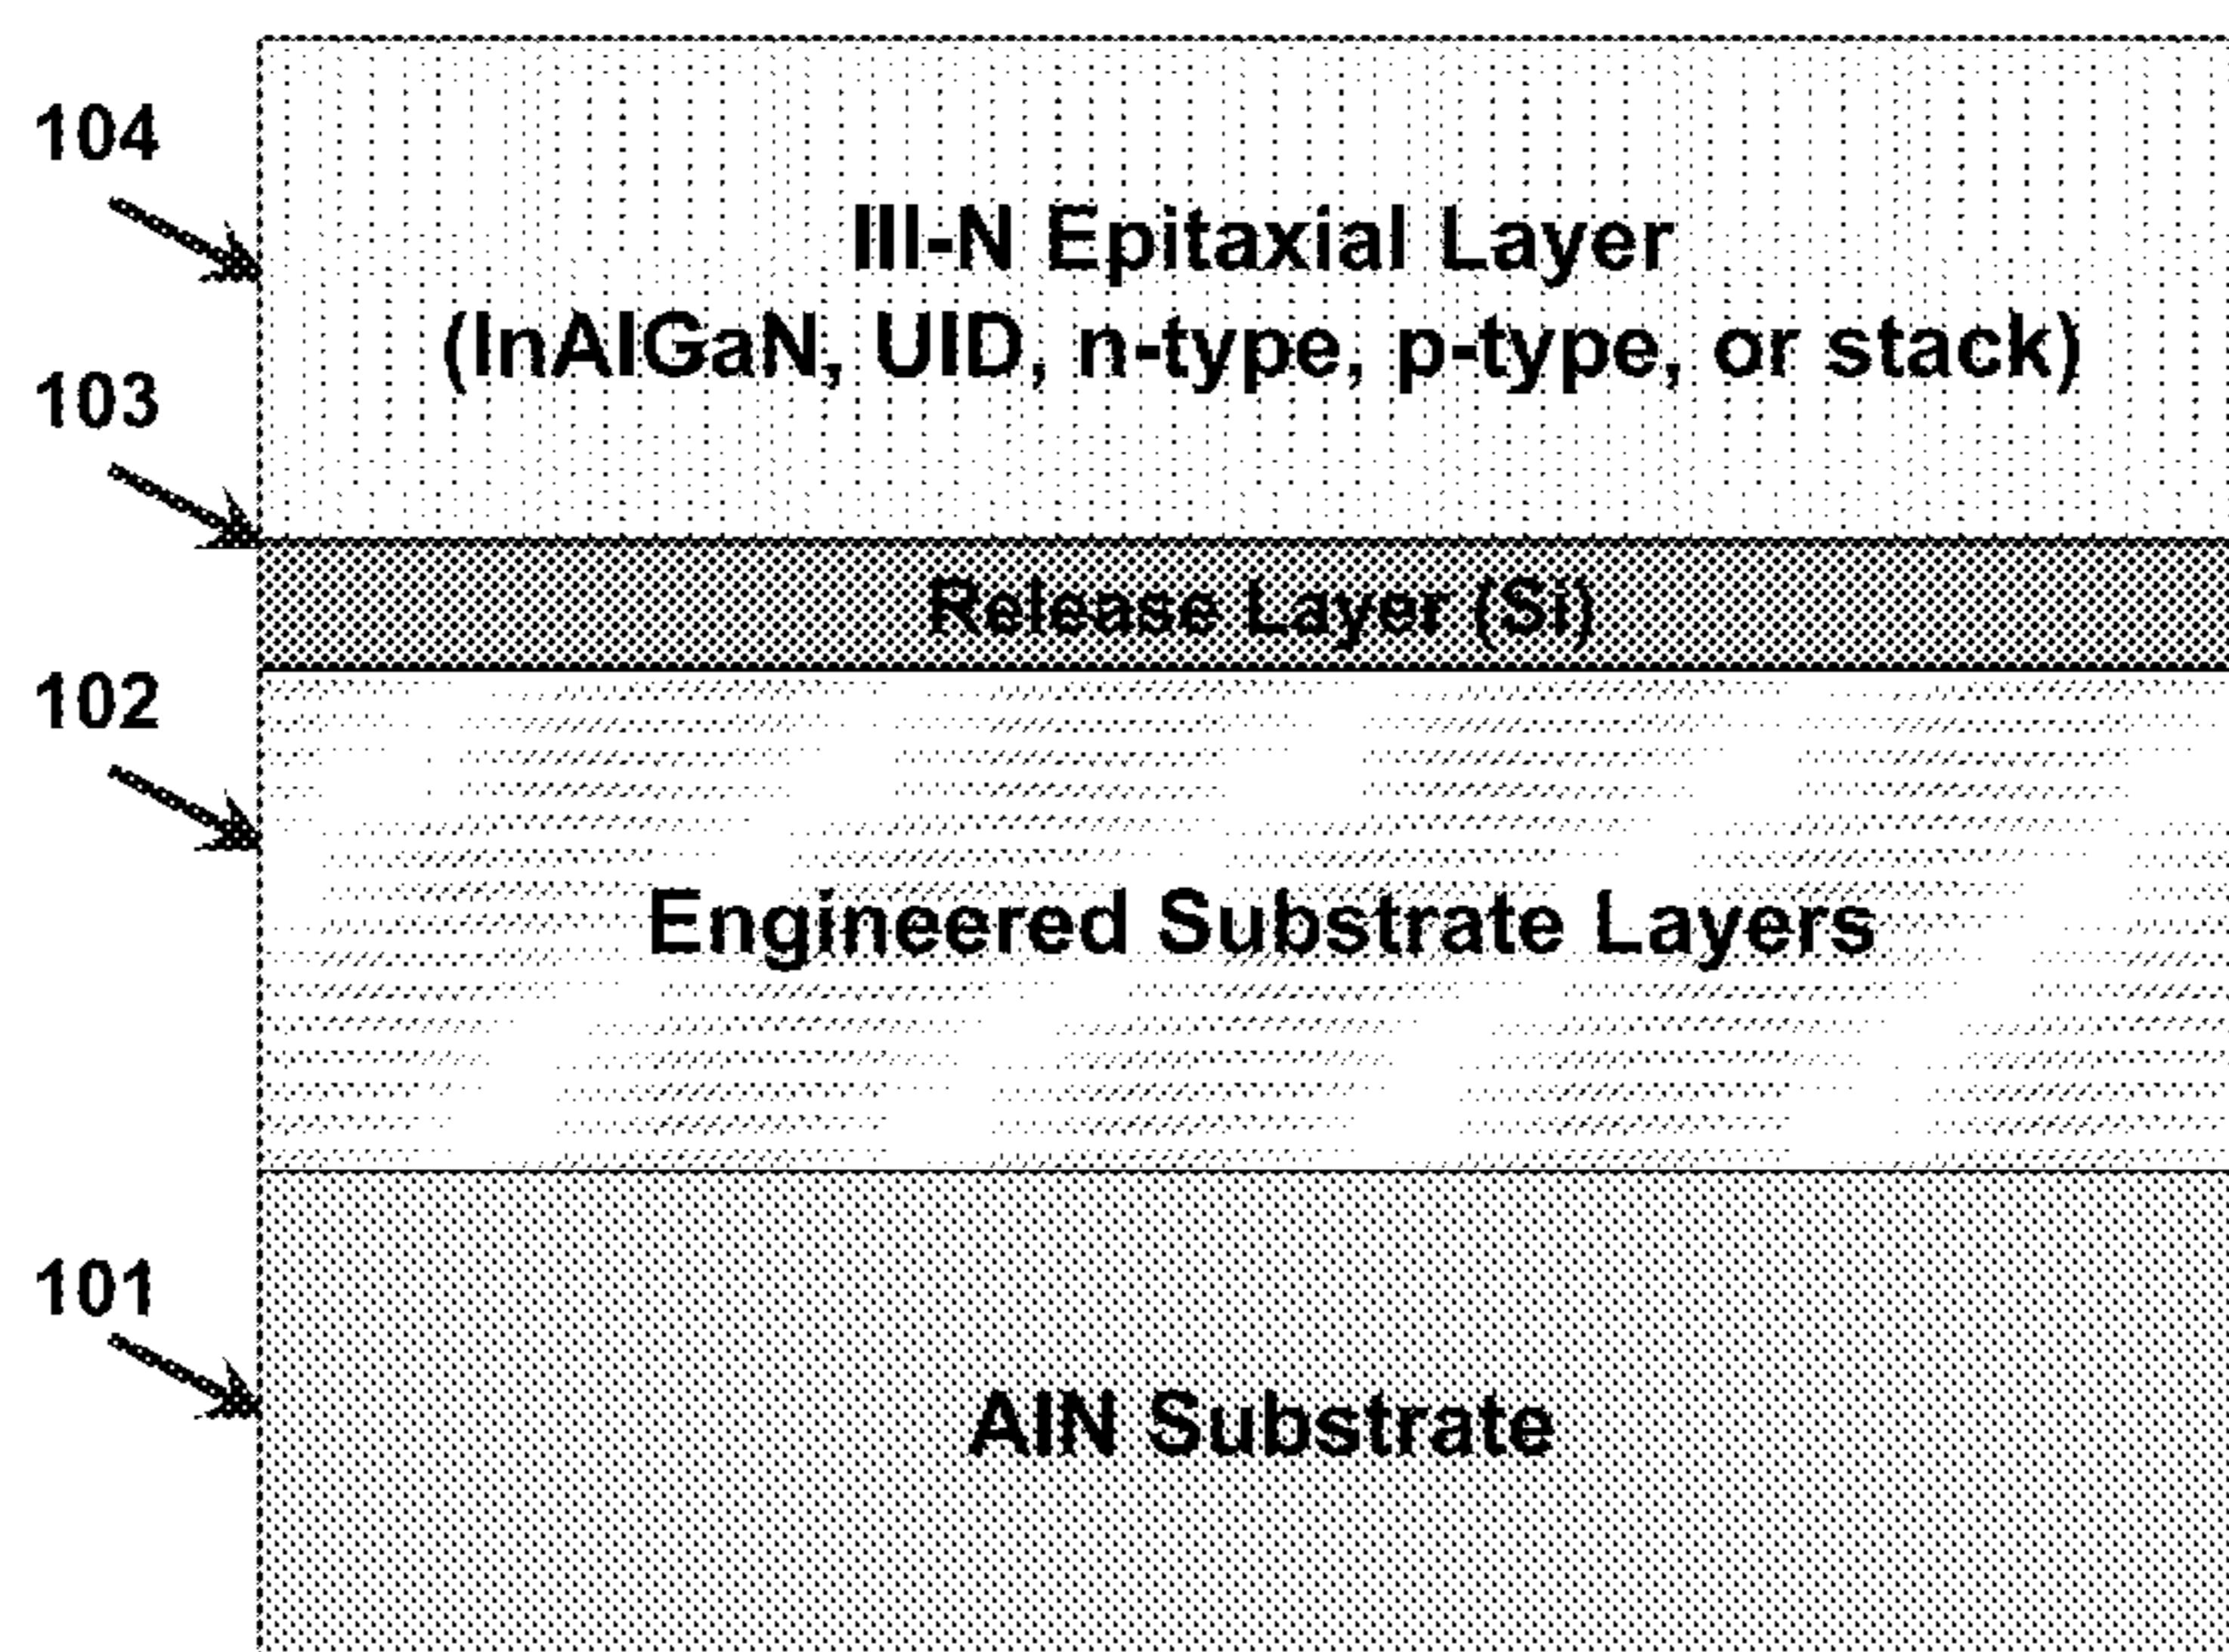 104
III-N Epitaxial Layer
(InAlGaN, UID, n-type, p-type, or stack)
103
Release Layer (Si)
102
Engineered Substrate Layers
101
AlN Substrate